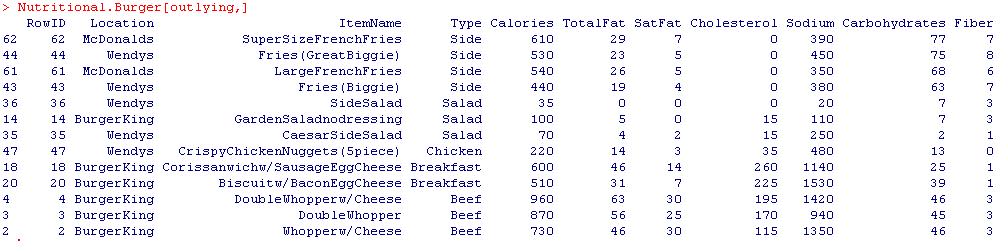 > Nutritional.Burger[outlying,]
RowID Location ItemName Type Calories TotalFat SatFat Cholesterol Sodium Carbohydrates Fiber
62 62 McDonalds SuperSizeFrenchFries Side 610 29 7 0 390 77 7
44 44 Wendys Fries(GreatBiggie) Side 530 23 5 0 450 75 8
61 61 McDonalds LargeFrenchFries Side 540 26 5 0 350 68 6
43 43 Wendys Fries(Biggie) Side 440 19 4 0 380 63 7
36 36 Wendys SideSalad Salad 35 0 0 0 20 7 3
14 14 BurgerKing GardenSaladnodressing Salad 100 5 0 15 110 7 3
35 35 Wendys CaesarSideSalad Salad 70 4 2 15 250 2 1
47 47 Wendys CrispyChickenNuggets(5piece) Chicken 220 14 3 35 480 13 0
18 18 BurgerKing Corissanwichw/SausageEggCheese Breakfast 600 46 14 260 1140 25 1
20 20 BurgerKing Biscuitw/BaconEggCheese Breakfast 510 31 7 225 1530 39 1
4 4 BurgerKing DoubleWhopperw/Cheese Beef 960 63 30 195 1420 46 3
3 3 BurgerKing DoubleWhopper Beef 870 56 25 170 940 45 3
2 2 BurgerKing Whopperw/Cheese Beef 730 46 30 115 1350 46 3